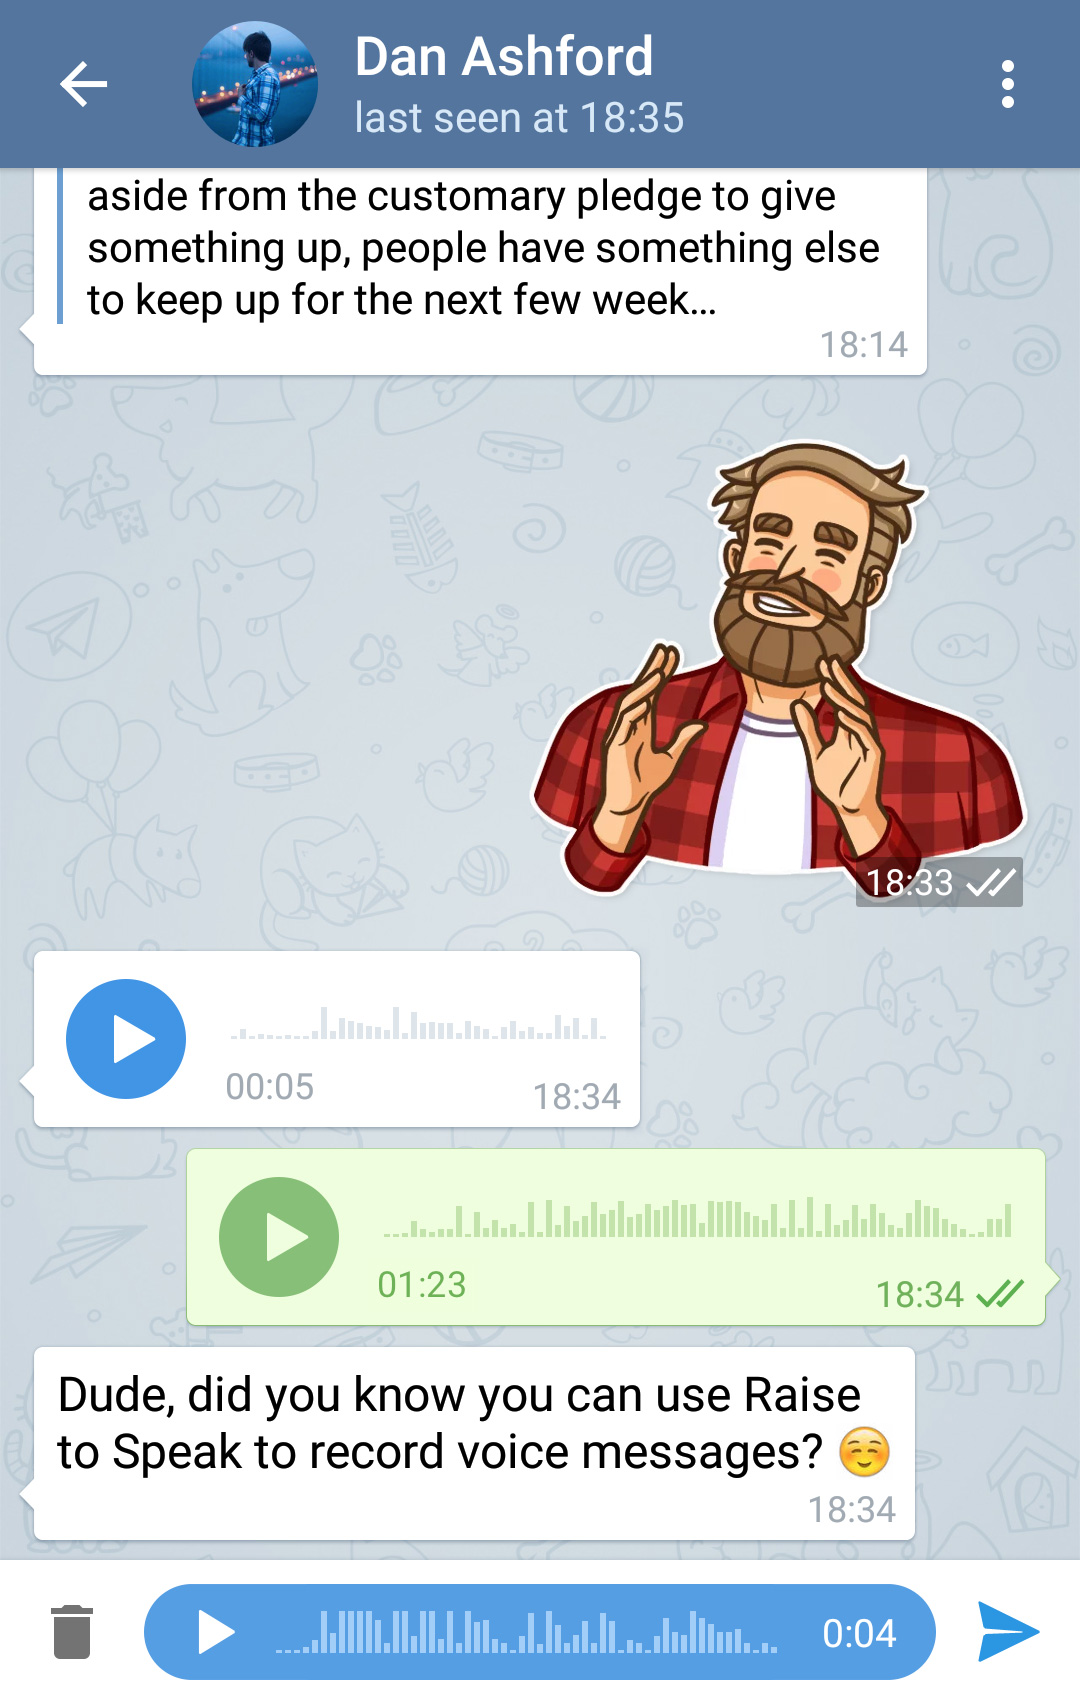 Dan Ashford
last seen at 18:35
aside from the customary pledge to give
something up, people have something else
to keep up for the next few week...
18:14
18:33
00:05
18:34
01:23
18:34
Dude, did you know you can use Raise
to Speak to record voice messages? ☺️
18:34
0:04